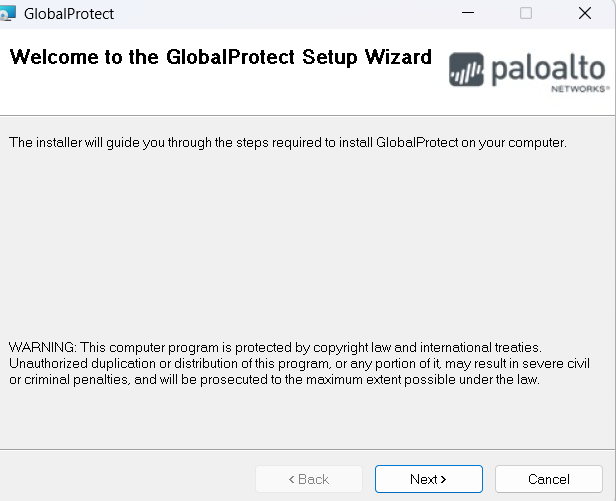 GlobalProtect
Welcome to the GlobalProtect Setup Wizard
paloalto
NETWORKS®
The installer will guide you through the steps required to install GlobalProtect on your computer.
WARNING: This computer program is protected by copyright law and international treaties.
Unauthorized duplication or distribution of this program, or any portion of it, may result in severe civil
or criminal penalties, and will be prosecuted to the maximum extent possible under the law.
< Back
Next >
Cancel